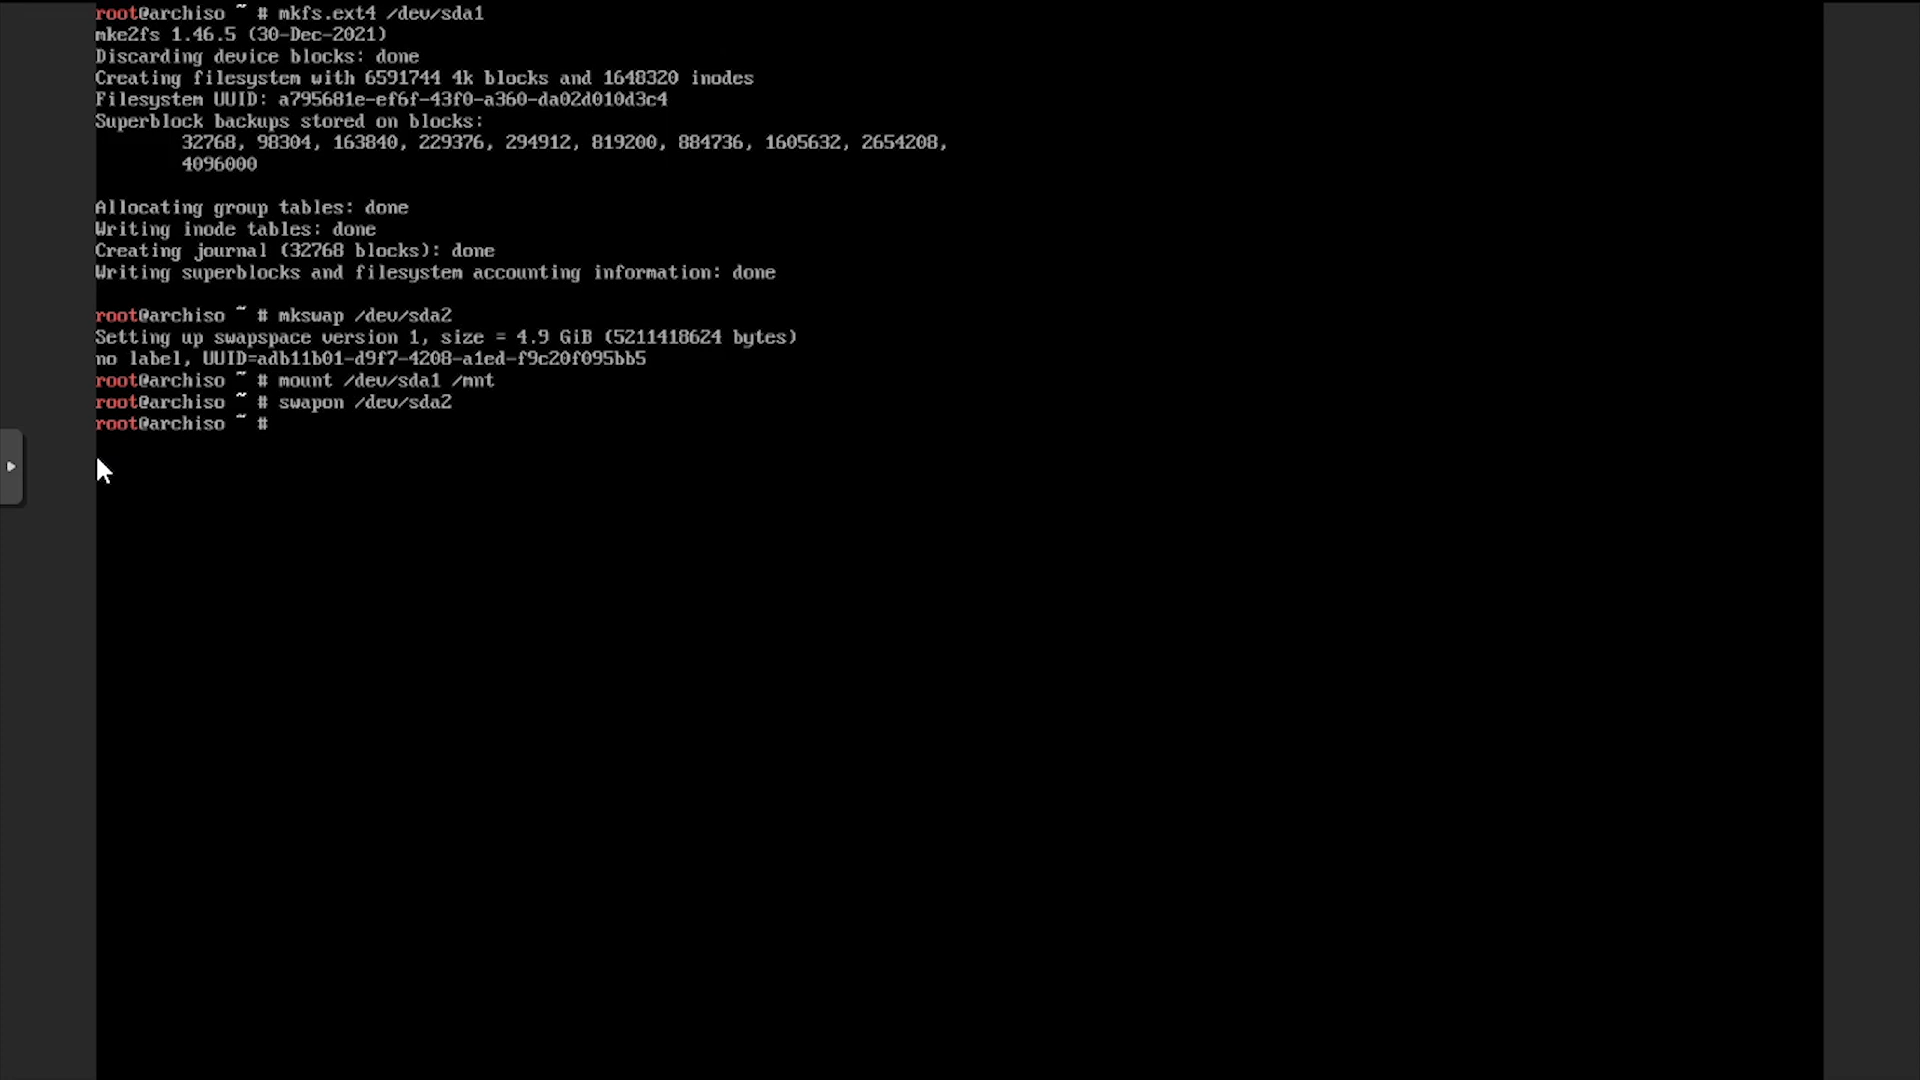 root@archiso ~ # mkfs.ext4 /dev/sda1
mke2fs 1.46.5 (30-Dec-2021)
Discarding device blocks: done
Creating filesystem with 6591744 4k blocks and 1648320 inodes
Filesystem UUID: a795681e-ef6f-43f0-a360-da02d010d3c4
Superblock backups stored on blocks:
32768, 98304, 163840, 229376, 294912, 819200, 884736, 1605632, 2654208,
4096000
Allocating group tables: done
Writing inode tables: done
Creating journal (32768 blocks): done
Writing superblocks and filesystem accounting information: done
root@archiso ~ # mkswap /dev/sda2
Setting up swapspace version 1, size = 4.9 GiB (5211418624 bytes)
no label, UUID=adb11b01-d9f7-4208-a1ed-f9c20f095bb5
root@archiso ~ # mount /dev/sda1 /mnt
root@archiso ~ # swapon /dev/sda2
root@archiso ~ #